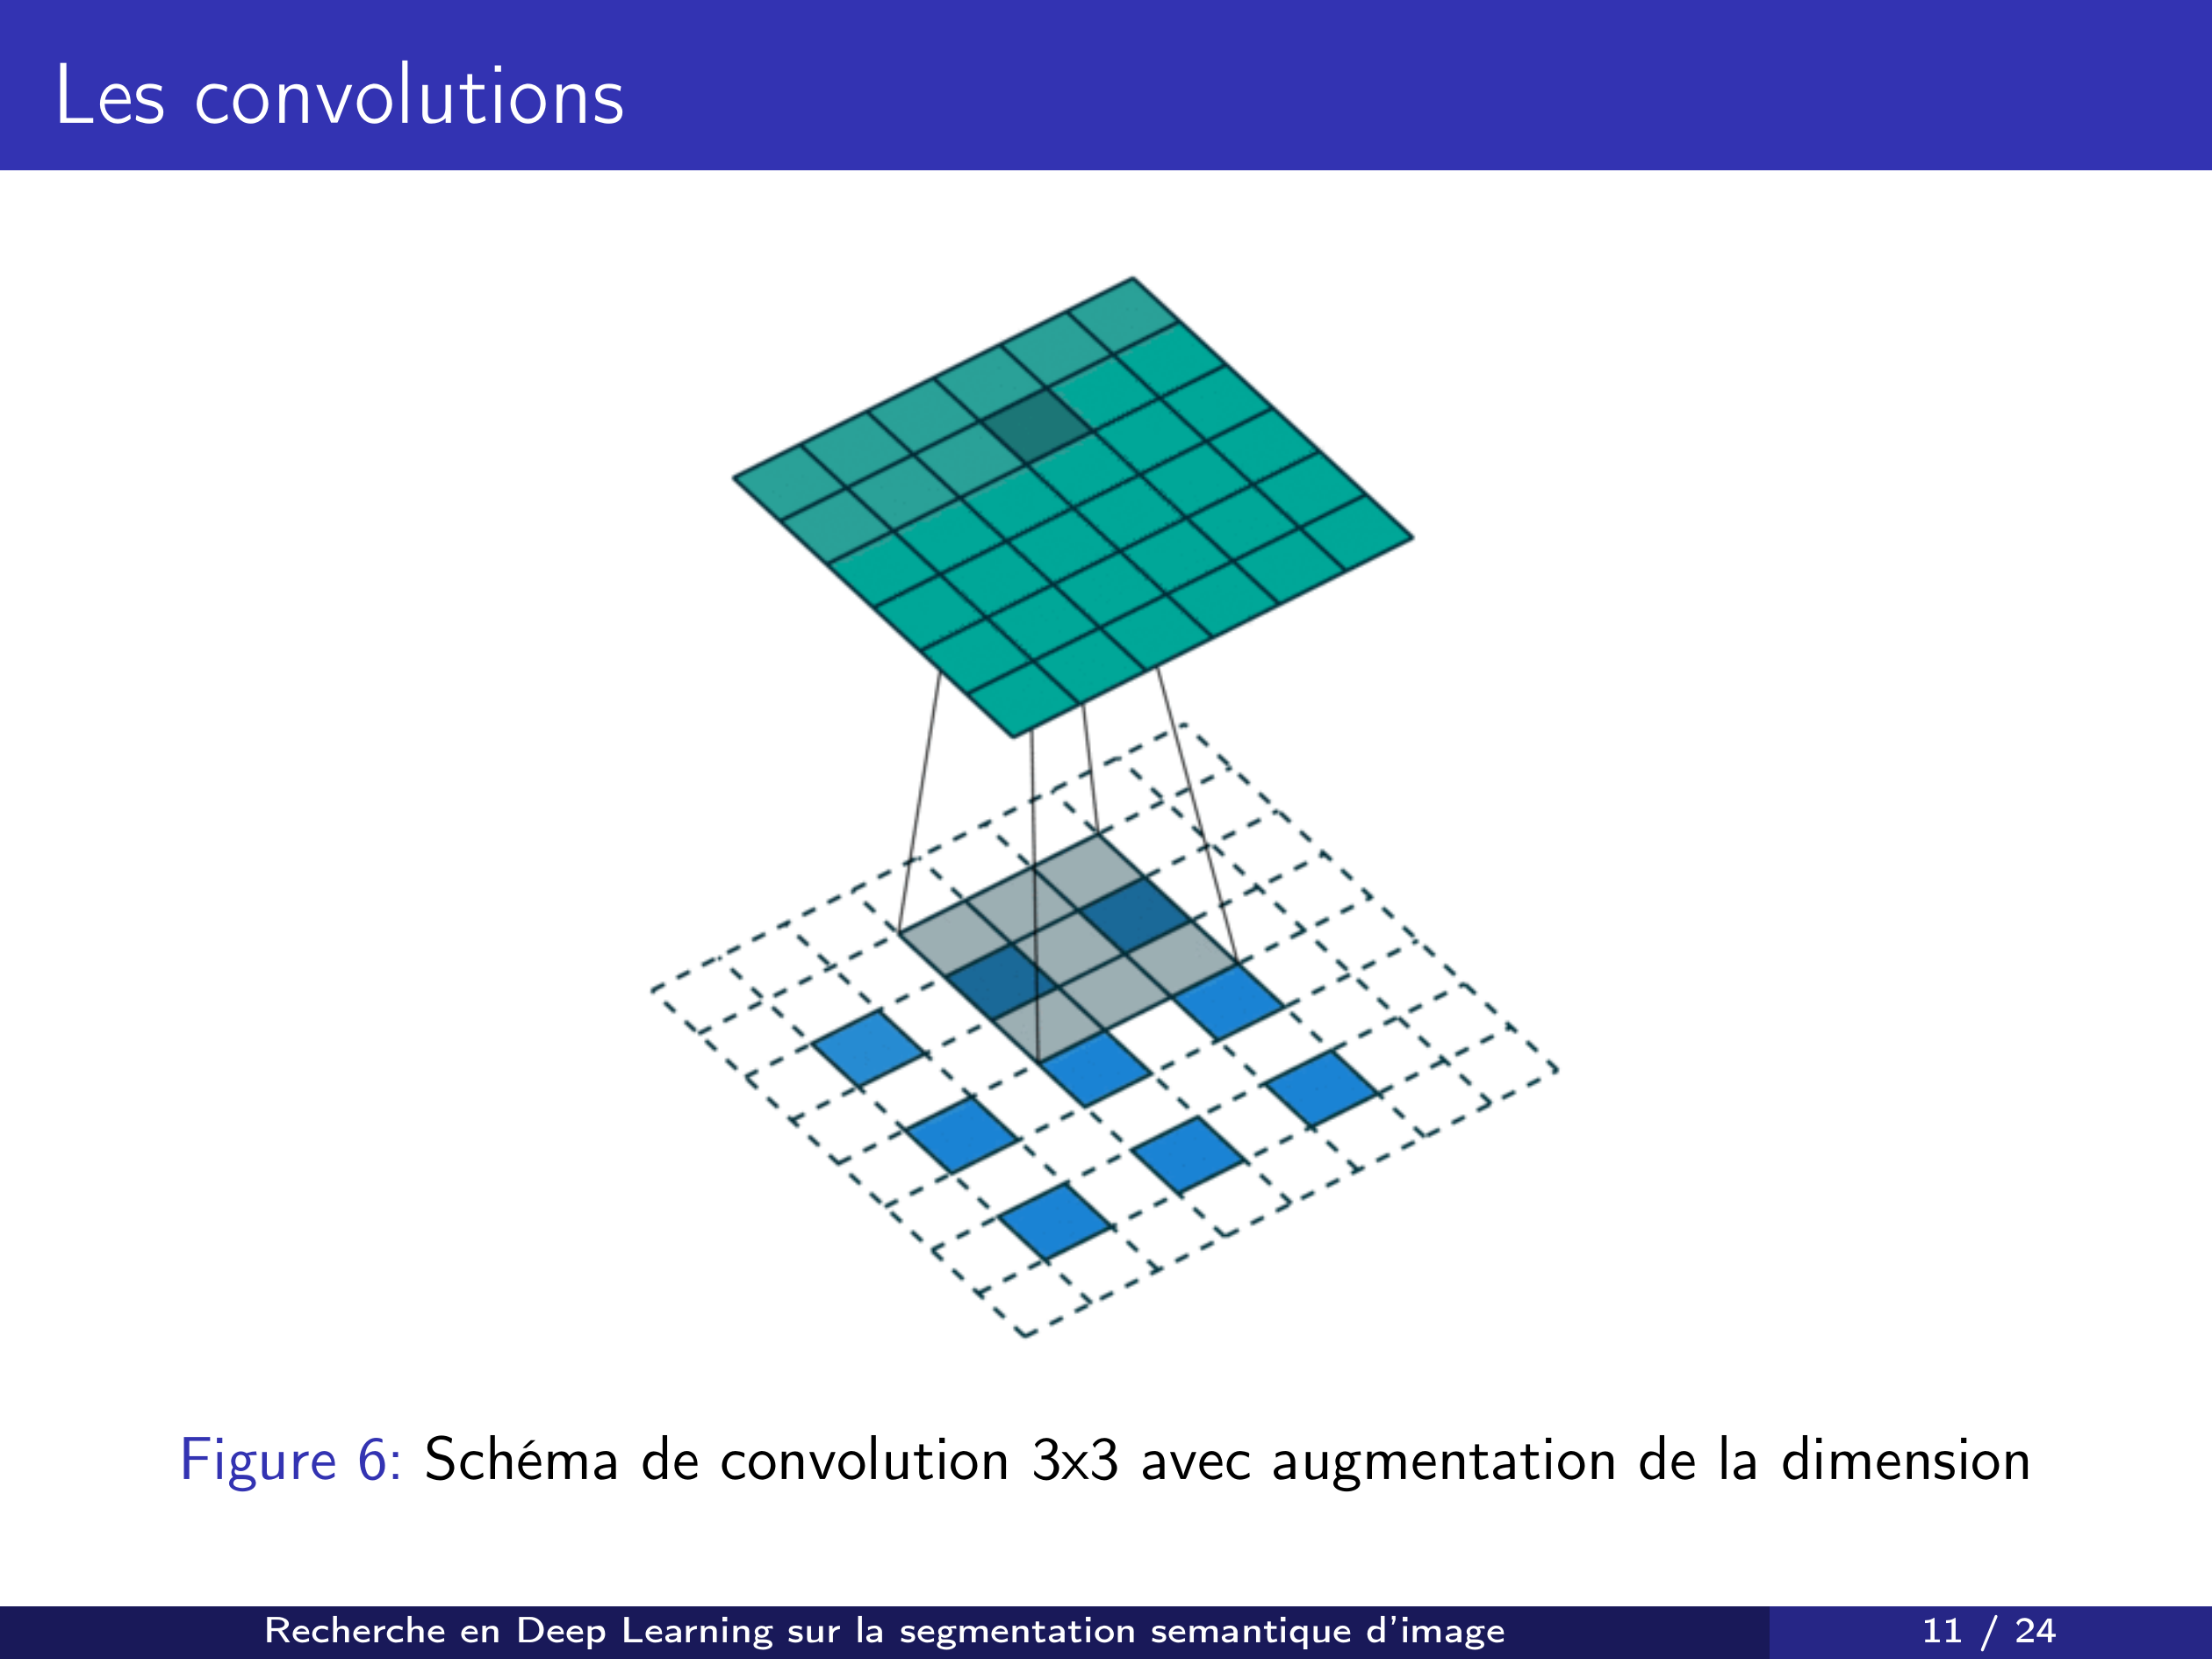 Les convolutions
Figure 6: Schéma de convolution 3x3 avec augmentation de la dimension
Recherche en Deep Learning sur la segmentation semantique d'image
11 / 24